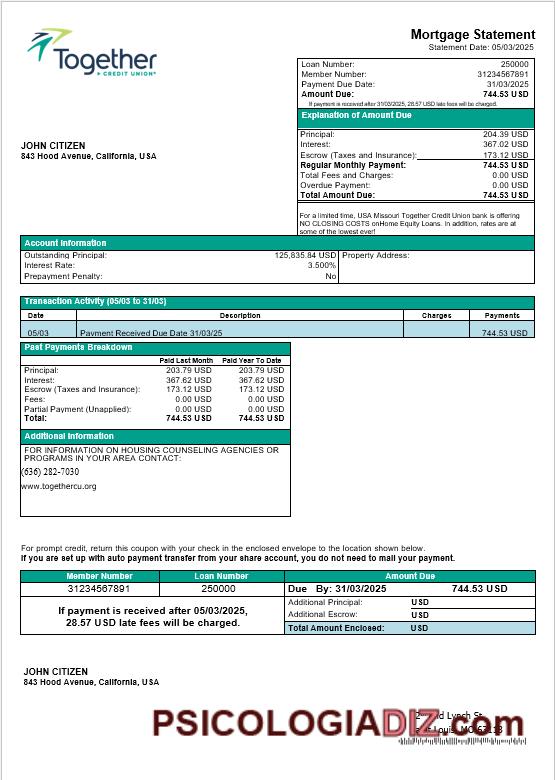 Together
CREDIT UNION
Mortgage Statement
Statement Date: 05/03/2025
Loan Number: 250000
Member Number: 31234567891
Payment Due Date: 31/03/2025
Amount Due: 744.53 USD
If payment is received after 31/03/2025, 28.57 USD late fees will be charged.
Explanation of Amount Due
Principal: 204.39 USD
Interest: 367.02 USD
Escrow (Taxes and Insurance): 173.12 USD
Regular Monthly Payment: 744.53 USD
Total Fees and Charges: 0.00 USD
Overdue Payment: 0.00 USD
Total Amount Due: 744.53 USD
For a limited time, USA Missouri Together Credit Union bank is offering
NO CLOSING COSTS onHome Equity Loans. In addition, rates are at
some of the lowest ever!
JOHN CITIZEN
843 Hood Avenue, California, USA
Account Information
Outstanding Principal: 125,835.84 USD Property Address:
Interest Rate: 3.500%
Prepayment Penalty: No
Transaction Activity (05/03 to 31/03)
Date Description Charges Payments
05/03 Payment Received Due Date 31/03/25 744.53 USD
Past Payments Breakdown
Paid Last Month Paid Year To Date
Principal: 203.79 USD 203.79 USD
Interest: 367.62 USD 367.62 USD
Escrow (Taxes and Insurance): 173.12 USD 173.12 USD
Fees: 0.00 USD 0.00 USD
Partial Payment (Unapplied): 0.00 USD 0.00 USD
Total: 744.53 USD 744.53 USD
Additional Information
FOR INFORMATION ON HOUSING COUNSELING AGENCIES OR
PROGRAMS IN YOUR AREA CONTACT:
(636) 282-7030
www.togethercu.org
For prompt credit, return this coupon with your check in the enclosed envelope to the location shown below.
If you are set up with auto payment transfer from your share account, you do not need to mail your payment.
Member Number Loan Number Amount Due
31234567891 250000 Due By: 31/03/2025 744.53 USD
If payment is received after 05/03/2025,
28.57 USD late fees will be charged.
Additional Principal: USD
Additional Escrow: USD
Total Amount Enclosed: USD
JOHN CITIZEN
843 Hood Avenue, California, USA
Lynch St
Louis, MO 63118
PSICOLOGIADIZ.com